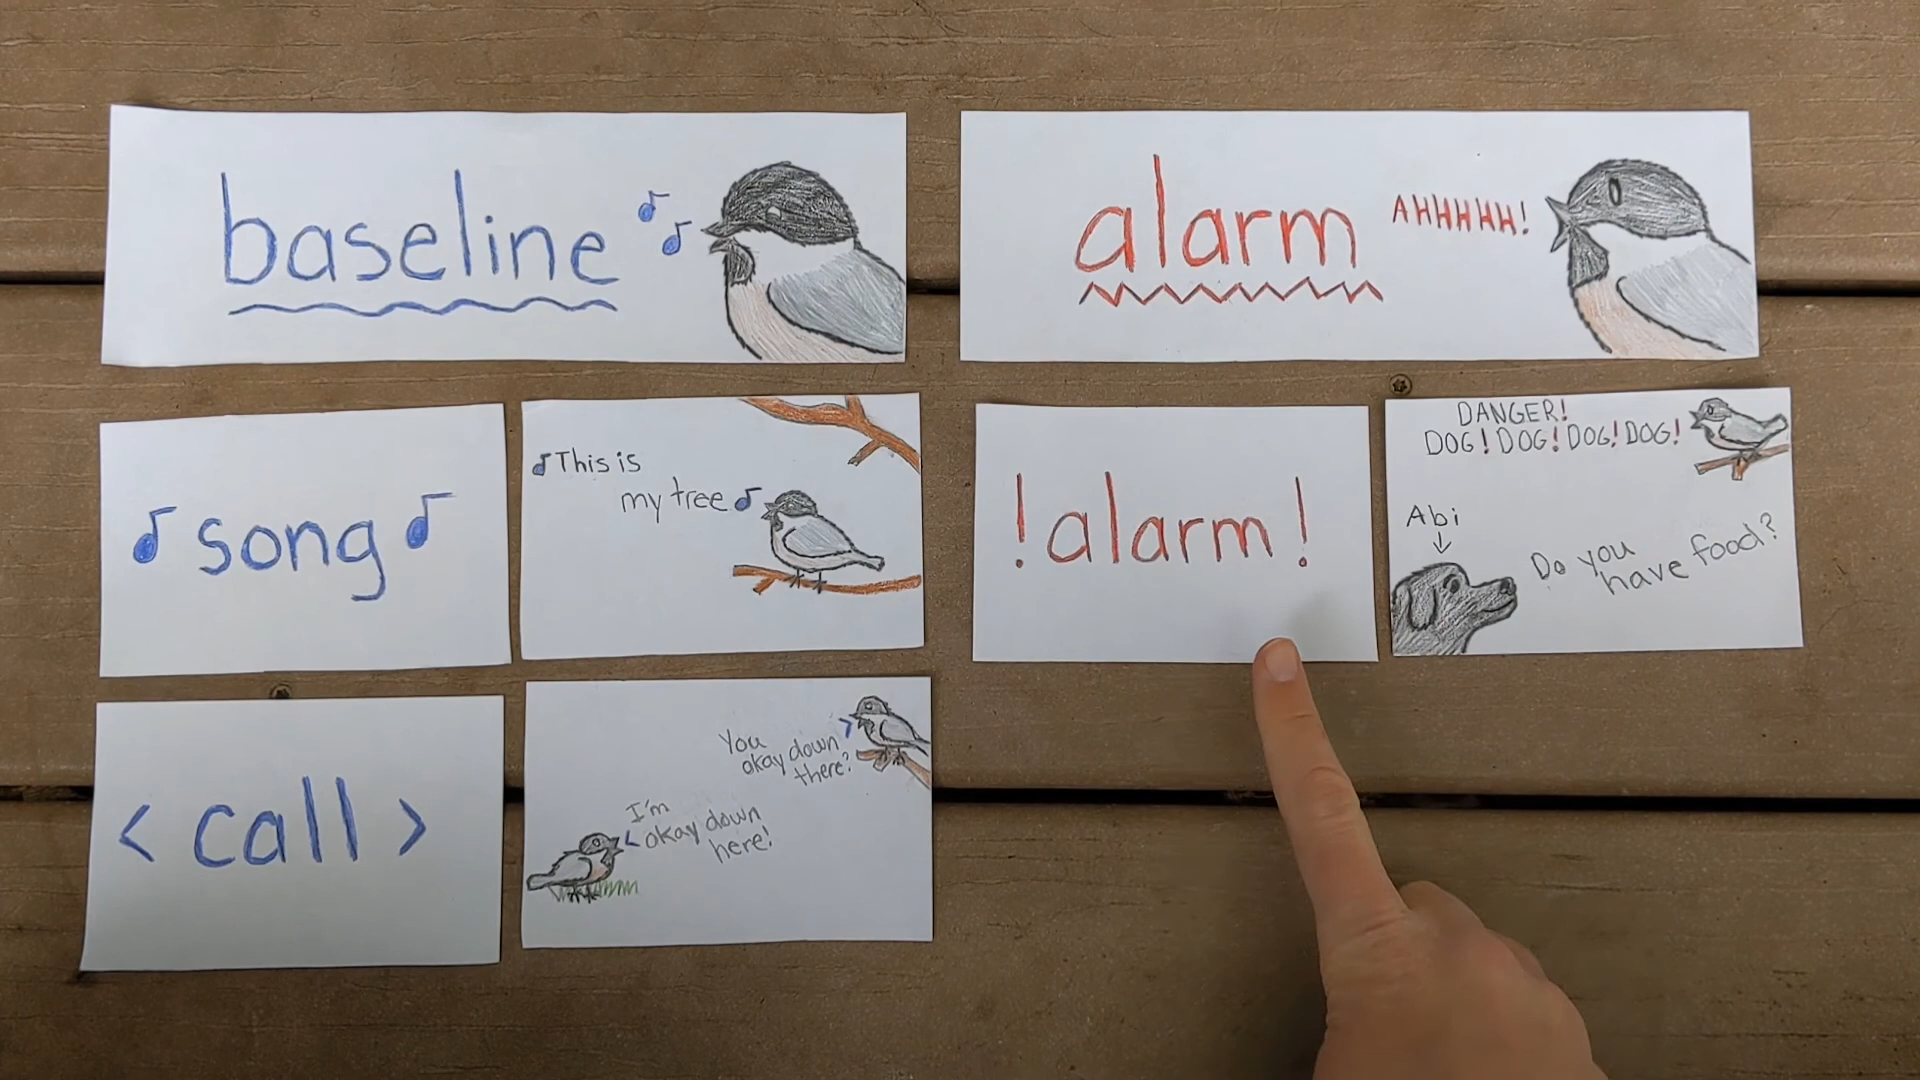 baseline
alarm
AHHHHH!
song
This is
my tree
!alarm!
DANGER!
DOG! DOG! DOG! DOG!
Abi
Do you
have food?
< call >
You
okay down
there?
I'm
okay down
here!